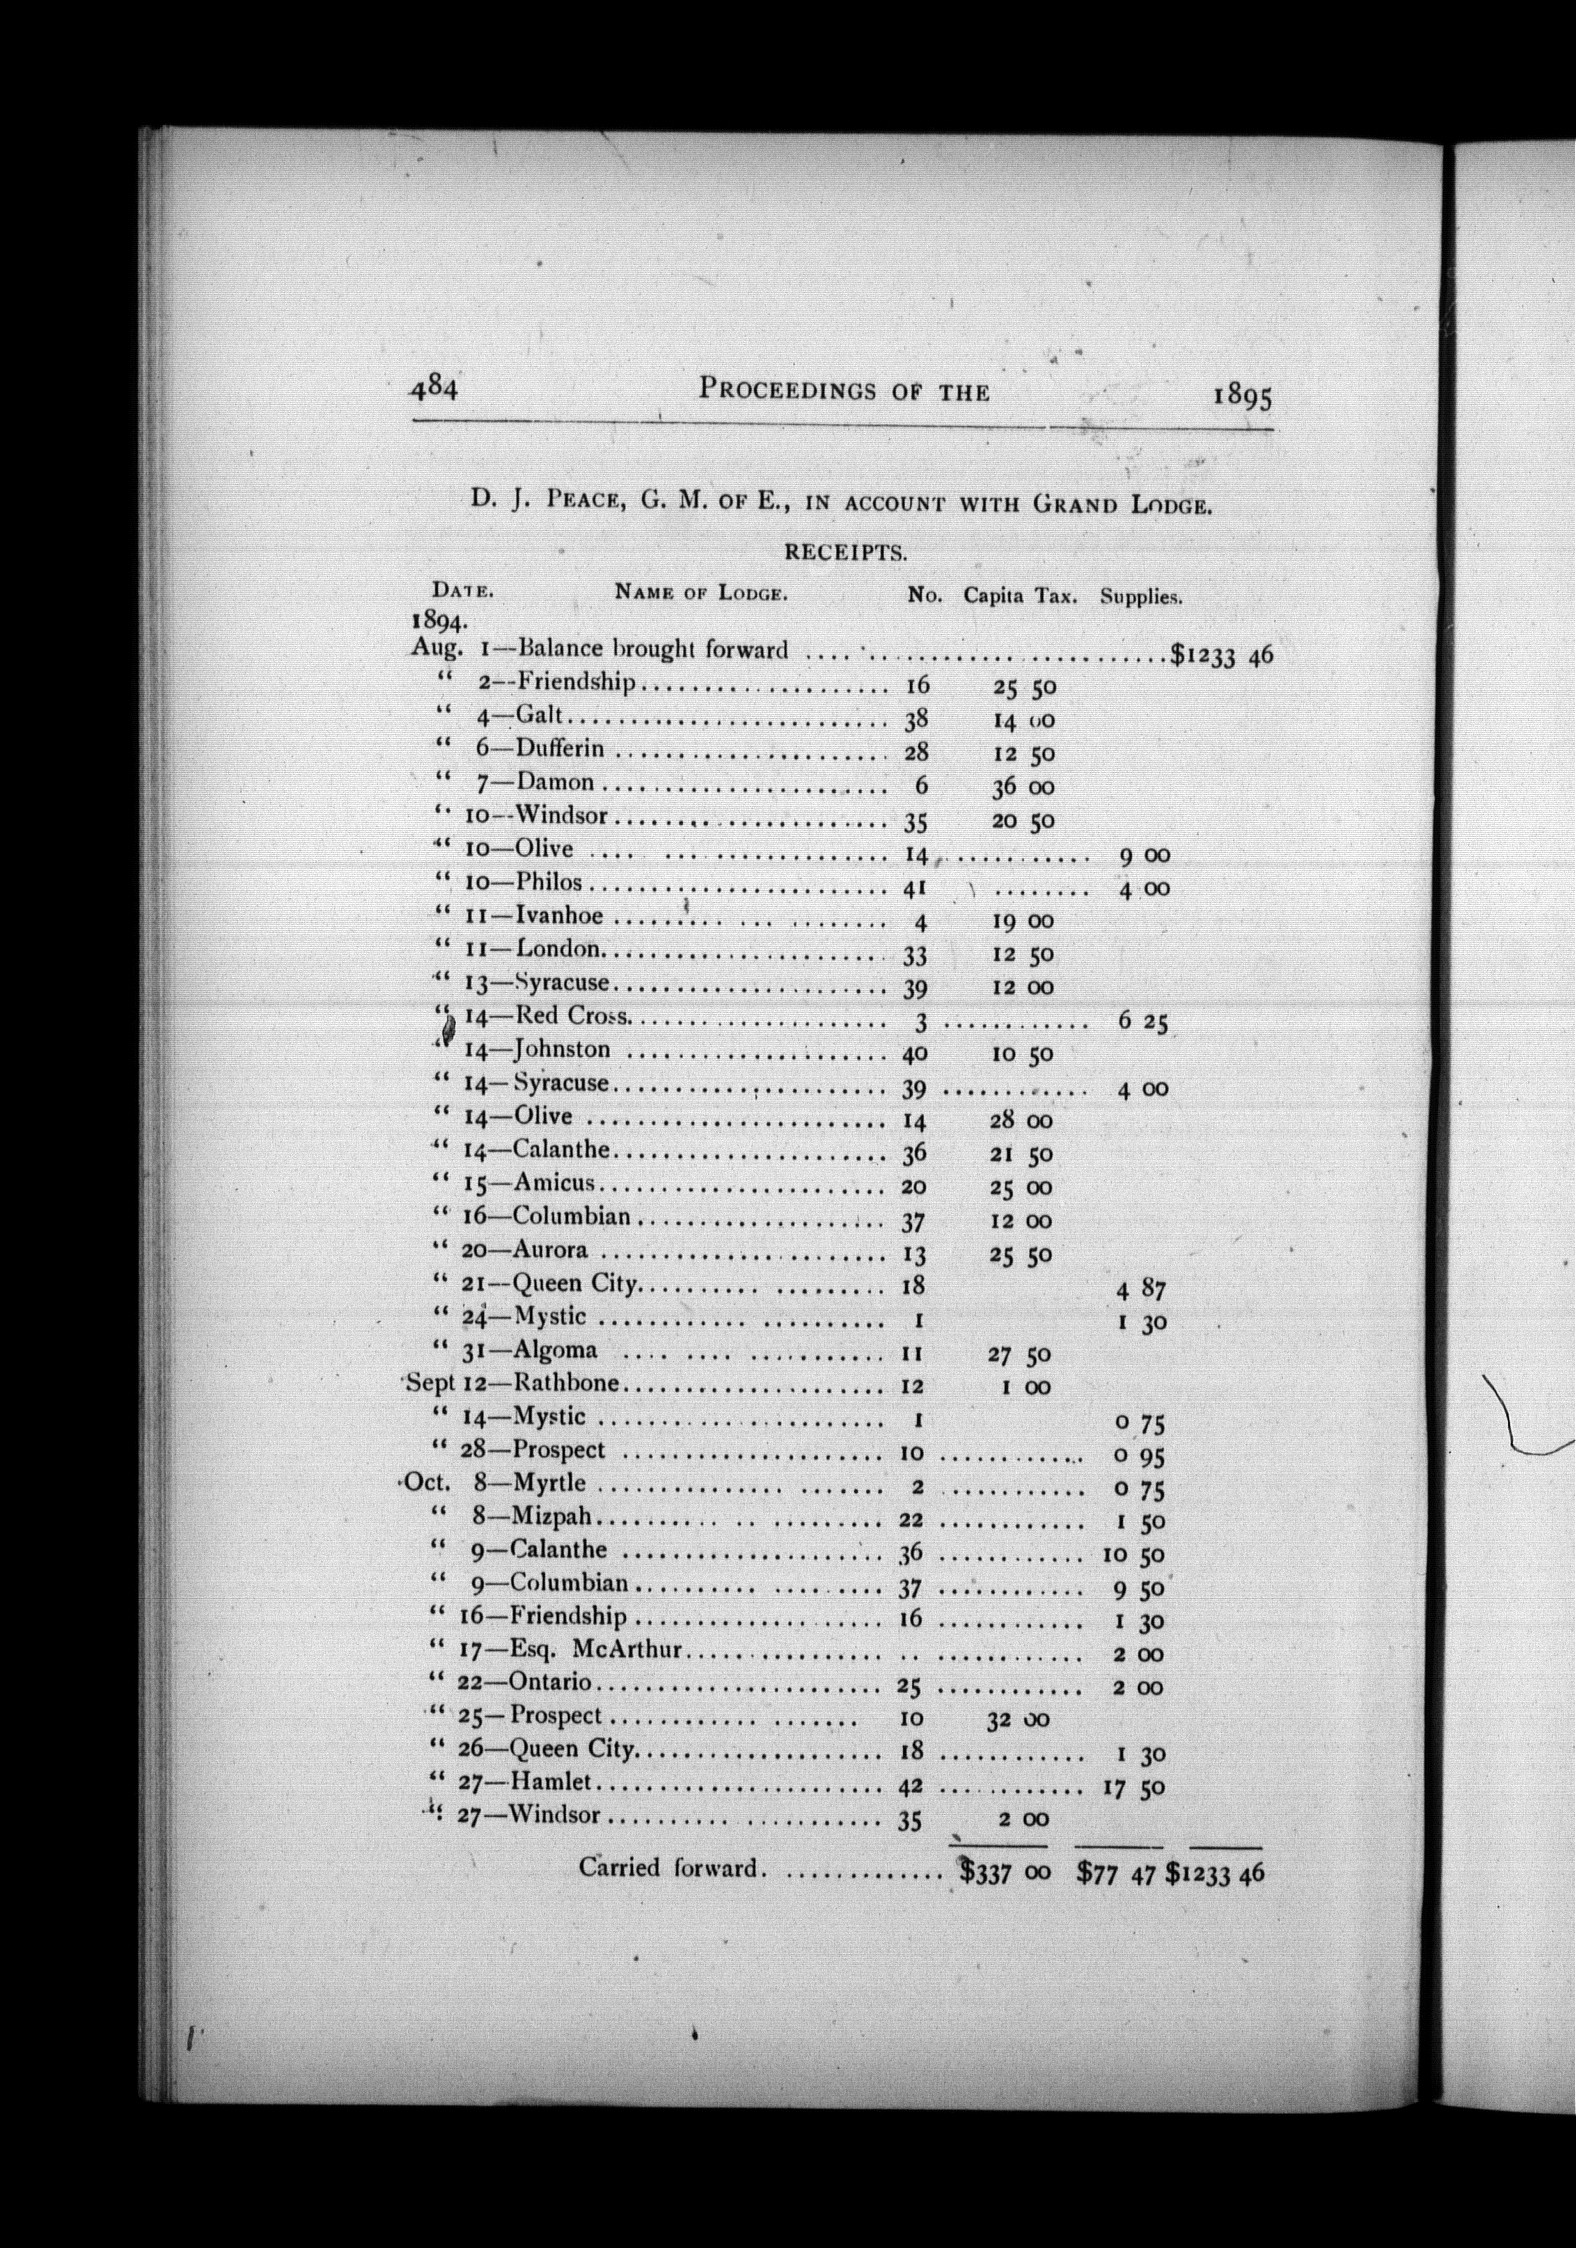 484 PROCEEDINGS OF THE 1895
D. J. PEACE, G. M. OF E., IN ACCOUNT WITH GRAND LODGE.
RECEIPTS.
DATE. NAME OF LODGE. No. Capita Tax. Supplies.
1894.
Aug. 1—Balance brought forward .... ........................$1233 46
“ 2—Friendship.................... 16 25 50
“ 4—Galt.......................... 38 14 00
“ 6—Dufferin ...................... 28 12 50
“ 7—Damon....................... 6 36 00
“ 10—Windsor...................... 35 20 50
“ 10—Olive .... .................... 14 ............ 9 00
“ 10—Philos........................ 41 ........ 4 00
“ 11—Ivanhoe ......... ... ........ 4 19 00
“ 11—London....................... 33 12 50
“ 13—Syracuse...................... 39 12 00
“ 14—Red Cross..................... 3 ............ 6 25
“ 14—Johnston ..................... 40 10 50
“ 14—Syracuse...................... 39 ............ 4 00
“ 14—Olive ........................ 14 28 00
“ 14—Calanthe...................... 36 21 50
“ 15—Amicus....................... 20 25 00
“ 16—Columbian.................... 37 12 00
“ 20—Aurora ....................... 13 25 50
“ 21—Queen City.......... ......... 18 4 87
“ 24—Mystic ............ .......... 1 1 30
“ 31—Algoma .... .... ........... 11 27 50
Sept 12—Rathbone..................... 12 1 00
“ 14—Mystic ....................... 1 0 75
“ 28—Prospect ..................... 10 ............ 0 95
Oct. 8—Myrtle ............... ....... 2 ............ 0 75
“ 8—Mizpah.......... .. ......... 22 ............ 1 50
“ 9—Calanthe ..................... 36 ............ 10 50
“ 9—Columbian.......... ......... 37 ............ 9 50
“ 16—Friendship.................... 16 ............ 1 30
“ 17—Esq. McArthur................ .. ............ 2 00
“ 22—Ontario....................... 25 ............ 2 00
“ 25—Prospect............ ....... 10 32 00
“ 26—Queen City.................... 18 ............ 1 30
“ 27—Hamlet....................... 42 ............ 17 50
“ 27—Windsor.......... ........... 35 2 00
Carried forward. ............. $337 00 $77 47 $1233 46